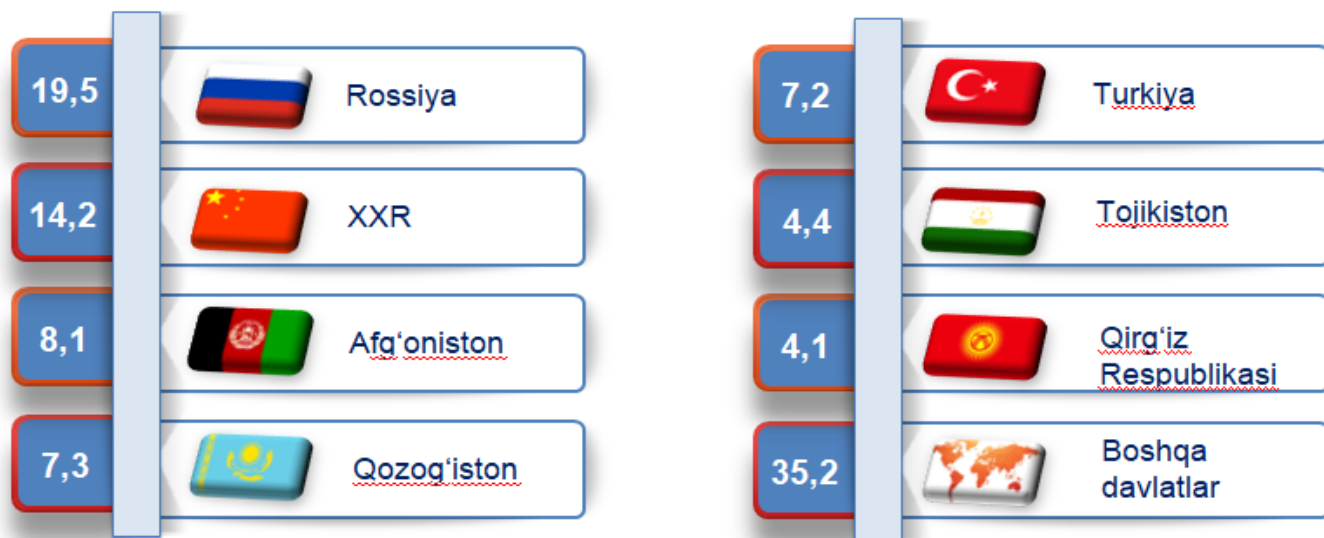 19,5
Rossiya
14,2
XXR
8,1
Afg‘oniston
7,3
Qozog‘iston
7,2
Turkiya
4,4
Tojikiston
4,1
Qirg‘iz
Respublikasi
35,2
Boshqa
davlatlar